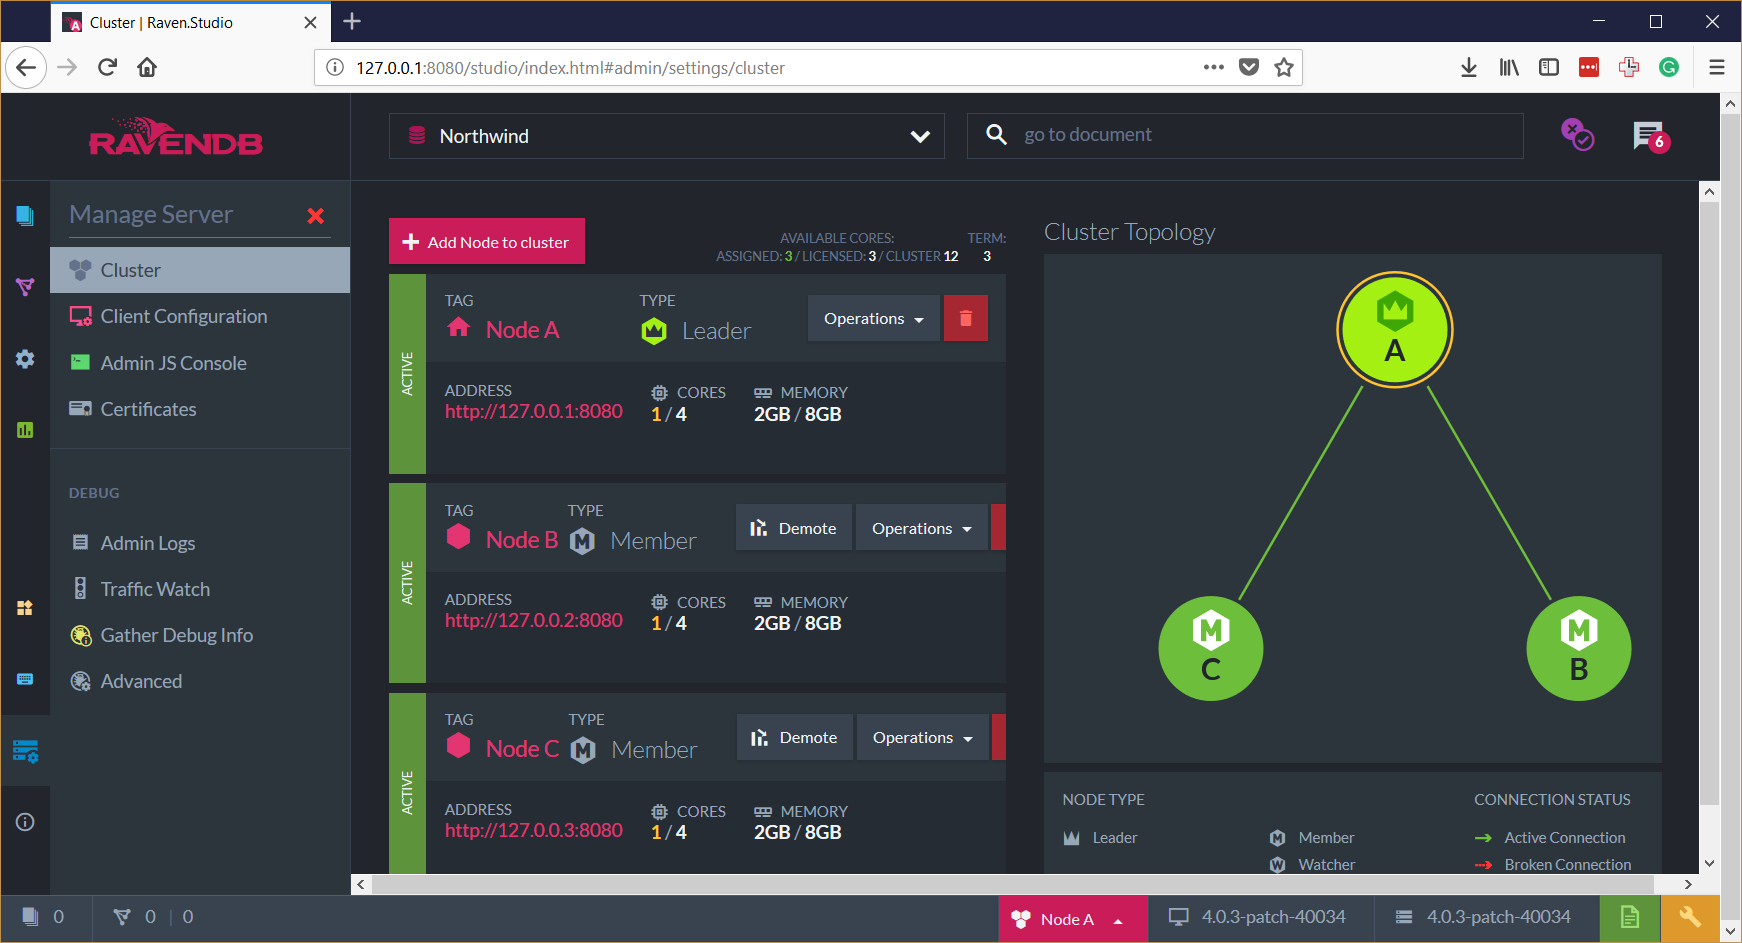 Cluster | Raven.Studio
127.0.0.1:8080/studio/index.html#admin/settings/cluster
RAVENDB
Northwind
go to document
6
Manage Server
Cluster
Client Configuration
Admin JS Console
Certificates
DEBUG
Admin Logs
Traffic Watch
Gather Debug Info
Advanced
Add Node to cluster
AVAILABLE CORES:
ASSIGNED: 3 / LICENSED: 3 / CLUSTER 12
TERM:
3
ACTIVE
TAG
Node A
TYPE
Leader
Operations
ADDRESS
http://127.0.0.1:8080
CORES
1 / 4
MEMORY
2GB / 8GB
ACTIVE
TAG
Node B
TYPE
M Member
Demote
Operations
ADDRESS
http://127.0.0.2:8080
CORES
1 / 4
MEMORY
2GB / 8GB
ACTIVE
TAG
Node C
TYPE
M Member
Demote
Operations
ADDRESS
http://127.0.0.3:8080
CORES
1 / 4
MEMORY
2GB / 8GB
Cluster Topology
A
M
C
M
B
NODE TYPE
Leader
M Member
W Watcher
CONNECTION STATUS
Active Connection
Broken Connection
0
0 | 0
Node A
4.0.3-patch-40034
4.0.3-patch-40034